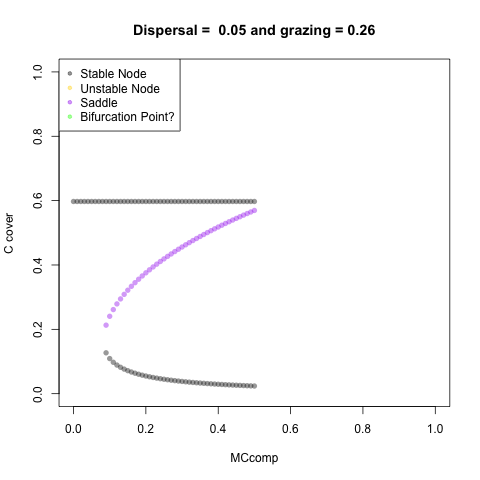 Dispersal =  0.05 and grazing = 0.26
Stable Node
Unstable Node
Saddle
Bifurcation Point?
C cover
1.0
0.8
0.6
0.4
0.2
0.0
0.0 0.2 0.4 0.6 0.8 1.0
MCcomp